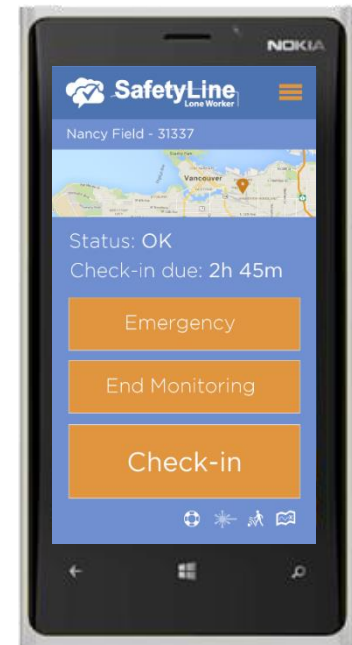 NOKIA
SafetyLine
Lone Worker
Nancy Field - 31337
Vancouver
Status: OK
Check-in due: 2h 45m
Emergency
End Monitoring
Check-in